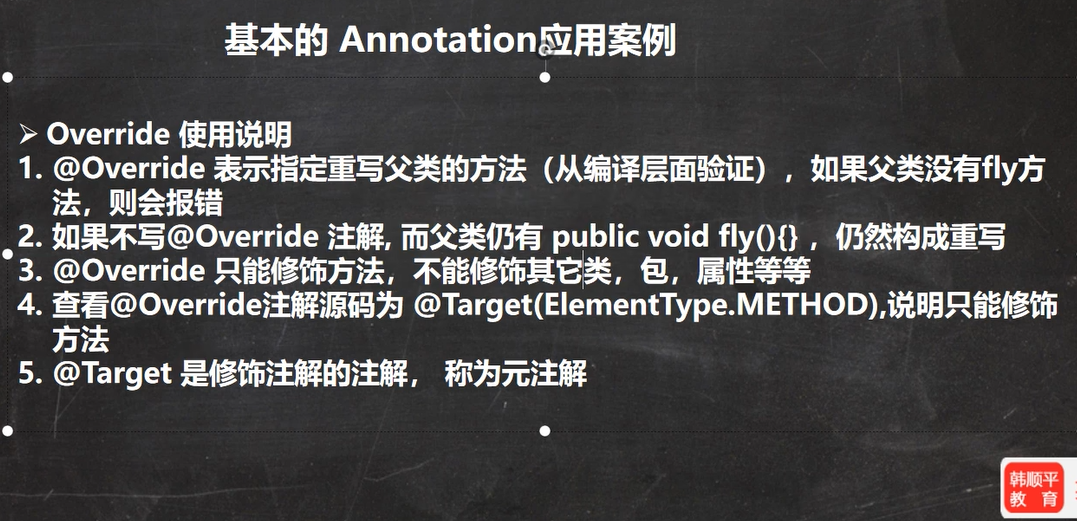 基本的 Annotation应用案例
➢ Override 使用说明
1. @Override 表示指定重写父类的方法（从编译层面验证），如果父类没有fly方
法，则会报错
2. 如果不写@Override 注解, 而父类仍有 public void fly(){} ，仍然构成重写
3. @Override 只能修饰方法，不能修饰其它类，包，属性等等
4. 查看@Override注解源码为 @Target(ElementType.METHOD),说明只能修饰
方法
5. @Target 是修饰注解的注解， 称为元注解
韩顺平
教 育